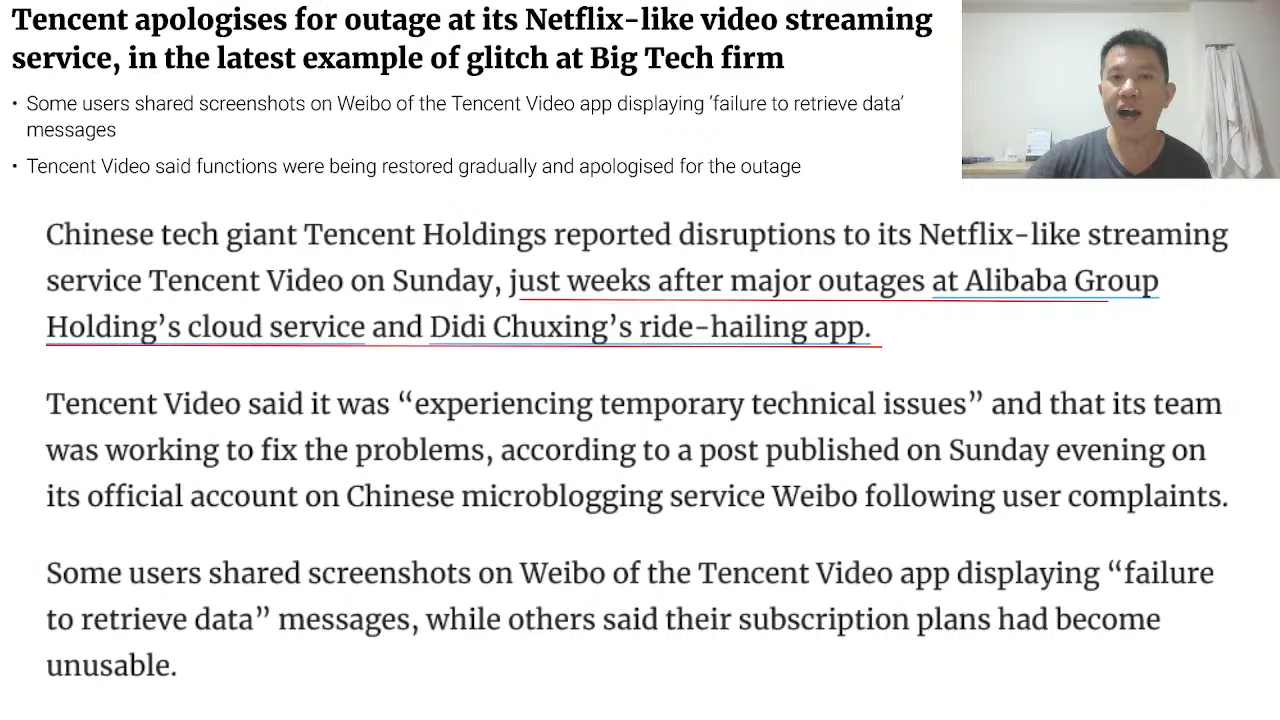 Tencent apologises for outage at its Netflix-like video streaming
service, in the latest example of glitch at Big Tech firm
• Some users shared screenshots on Weibo of the Tencent Video app displaying ‘failure to retrieve data’
messages
• Tencent Video said functions were being restored gradually and apologised for the outage
Chinese tech giant Tencent Holdings reported disruptions to its Netflix-like streaming
service Tencent Video on Sunday, just weeks after major outages at Alibaba Group
Holding’s cloud service and Didi Chuxing’s ride-hailing app.
Tencent Video said it was “experiencing temporary technical issues” and that its team
was working to fix the problems, according to a post published on Sunday evening on
its official account on Chinese microblogging service Weibo following user complaints.
Some users shared screenshots on Weibo of the Tencent Video app displaying “failure
to retrieve data” messages, while others said their subscription plans had become
unusable.